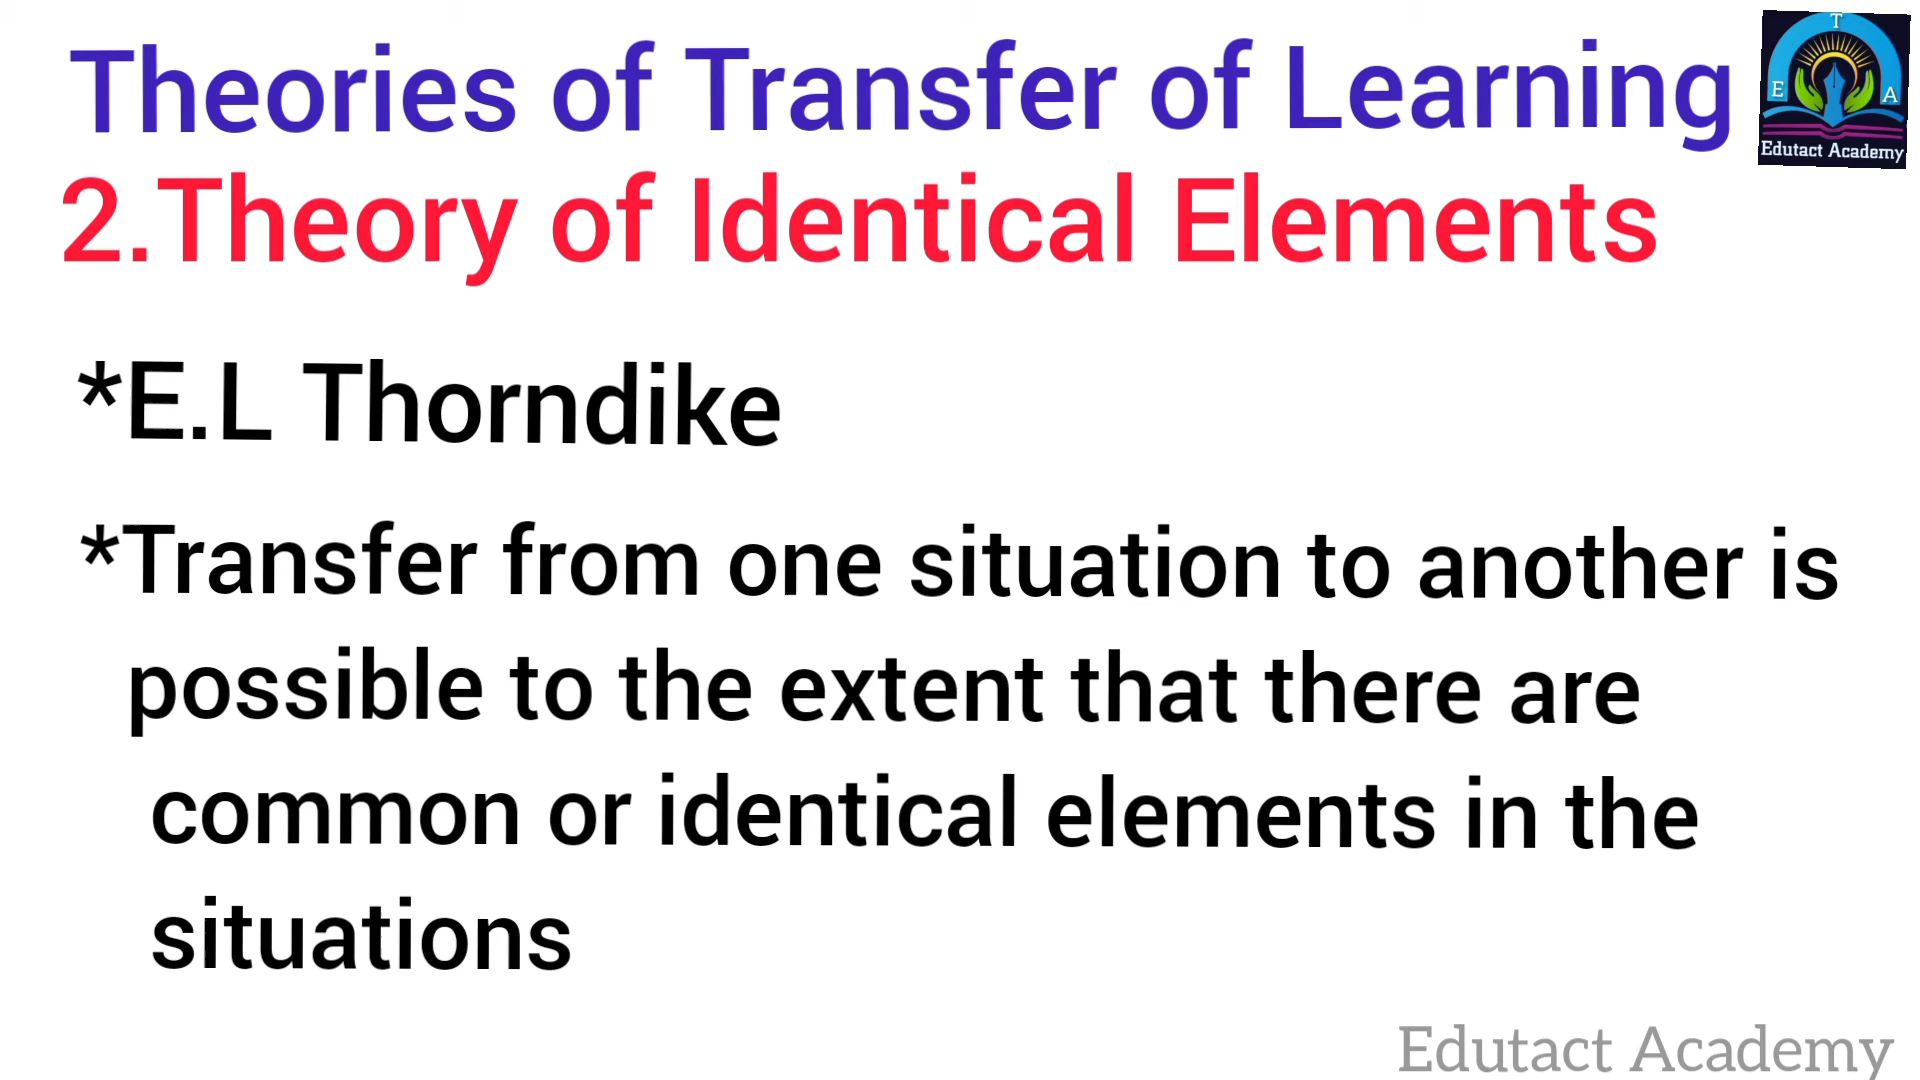 Theories of Transfer of Learning
T
E
A
Edutact Academy
2.Theory of Identical Elements
*E.L Thorndike
*Transfer from one situation to another is
possible to the extent that there are
common or identical elements in the
situations
Edutact Academy